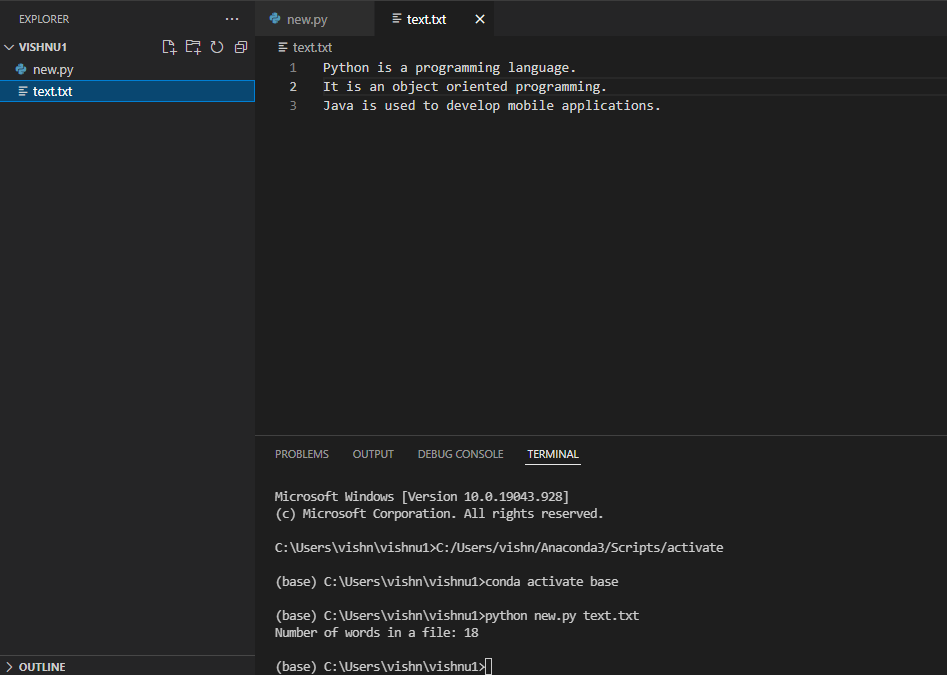 EXPLORER ...
VISHNU1
new.py
text.txt
OUTLINE
new.py text.txt
text.txt
1 Python is a programming language.
2 It is an object oriented programming.
3 Java is used to develop mobile applications.
PROBLEMS OUTPUT DEBUG CONSOLE TERMINAL
Microsoft Windows [Version 10.0.19043.928]
(c) Microsoft Corporation. All rights reserved.
C:\Users\vishn\vishnu1>C:/Users/vishn/Anaconda3/Scripts/activate
(base) C:\Users\vishn\vishnu1>conda activate base
(base) C:\Users\vishn\vishnu1>python new.py text.txt
Number of words in a file: 18
(base) C:\Users\vishn\vishnu1>